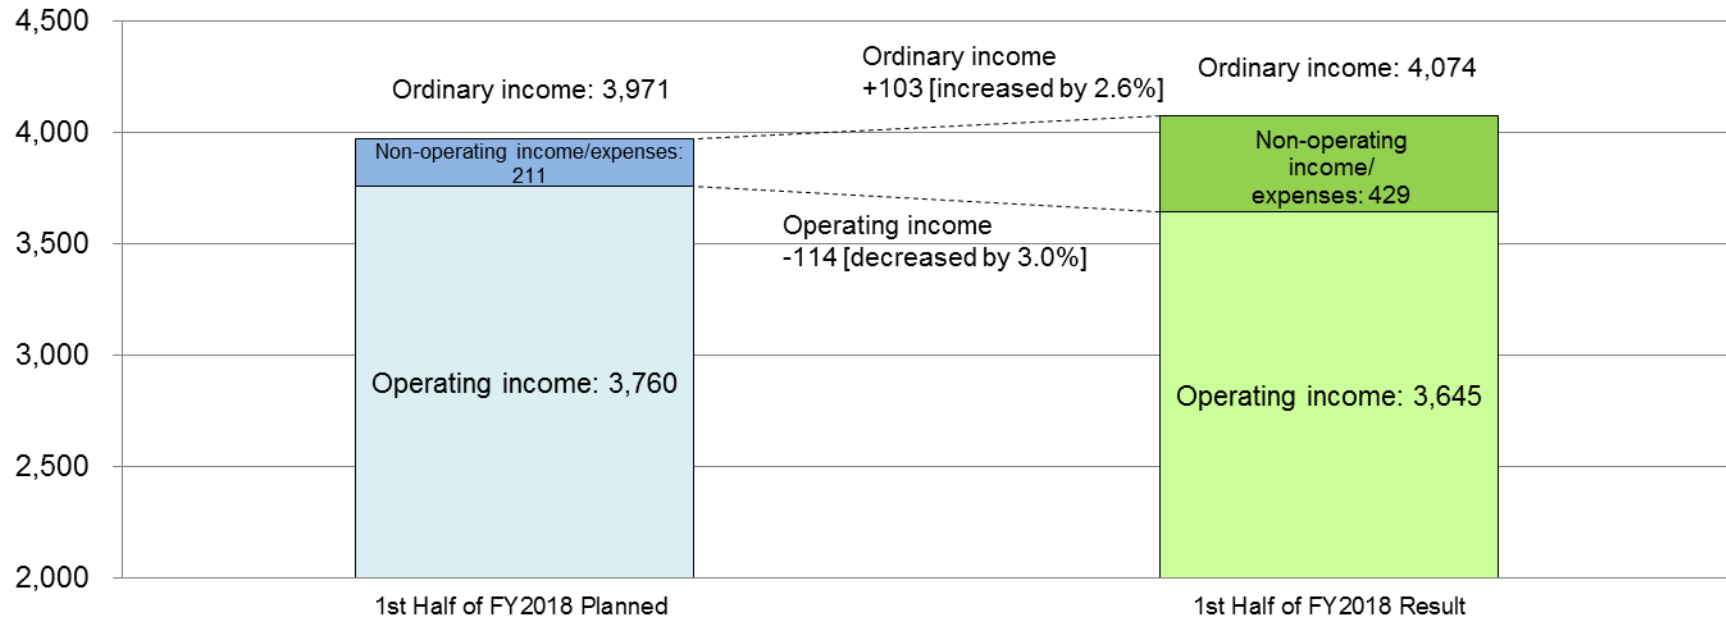 4,500
4,000
3,500
3,000
2,500
2,000
Ordinary income: 3,971
Non-operating income/expenses:
211
Operating income: 3,760
1st Half of FY2018 Planned
Ordinary income
+103 [increased by 2.6%]
Operating income
-114 [decreased by 3.0%]
Ordinary income: 4,074
Non-operating
income/
expenses: 429
Operating income: 3,645
1st Half of FY2018 Result